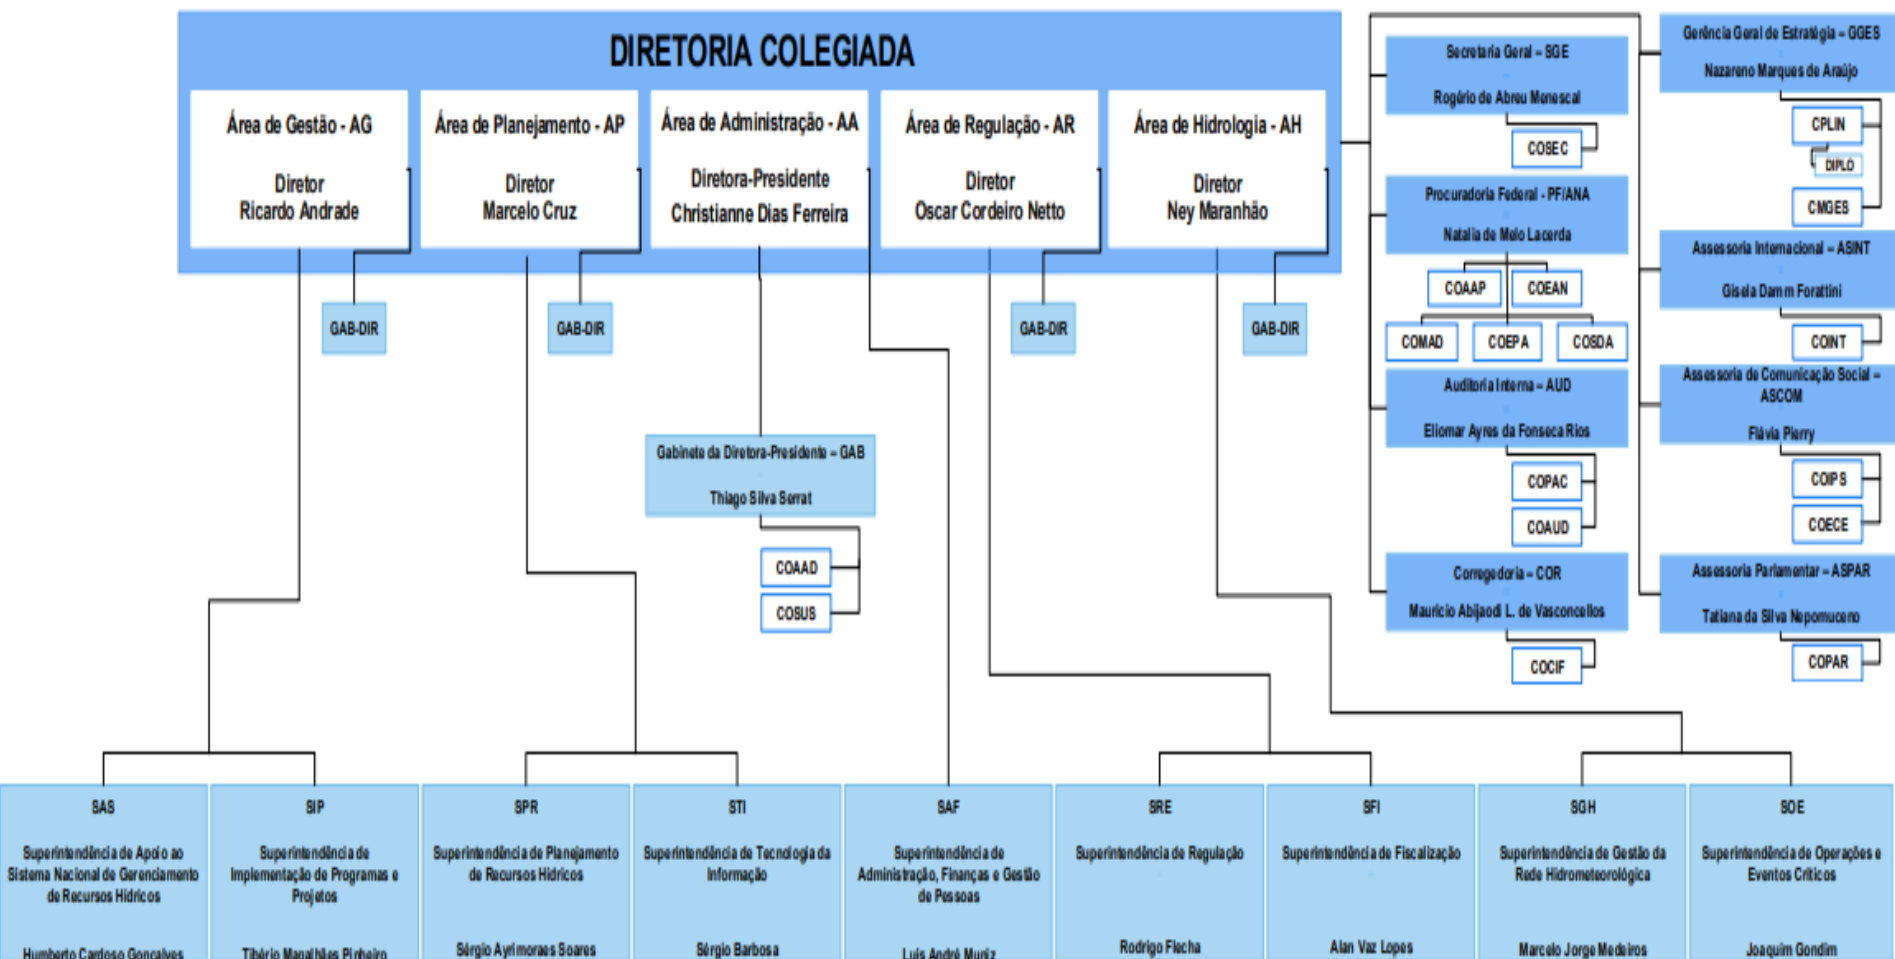 DIRETORIA COLEGIADA
Área de Gestão - AG
Diretor
Ricardo Andrade
Área de Planejamento - AP
Diretor
Marcelo Cruz
Área de Administração - AA
Diretora-Presidente
Christianne Dias Ferreira
Área de Regulação - AR
Diretor
Oscar Cordeiro Netto
Área de Hidrologia - AH
Diretor
Ney Maranhão
GAB-DIR
GAB-DIR
GAB-DIR
GAB-DIR
Gabinete da Diretora-Presidente – GAB
Thiago Silva Serrat
COAAD
COSUS
Secretaria Geral – SGE
Rogério de Abreu Menescal
COSEC
Procuradoria Federal - PF/ANA
Natalia de Melo Lacerda
COAAP
COEAN
COMAD
COEPA
COSDA
Auditoria Interna – AUD
Eliomar Ayres da Fonseca Rios
COPAC
COAUD
Corregedoria – COR
Mauricio Abijaodi L. de Vasconcellos
COCIF
Gerência Geral de Estratégia – GGES
Nazareno Marques de Araújo
CPLIN
DIPLO
CMGES
Assessoria Internacional – ASINT
Gisela Damm Forattini
COINT
Assessoria de Comunicação Social –
ASCOM
Flávia Pierry
COIPS
COECE
Assessoria Parlamentar – ASPAR
Tatiana da Silva Nepomuceno
COPAR
SAS
Superintendência de Apoio ao
Sistema Nacional de Gerenciamento
de Recursos Hídricos
Humberto Cardoso Gonçalves
SIP
Superintendência de
Implementação de Programas e
Projetos
Tibério Magalhães Pinheiro
SPR
Superintendência de Planejamento
de Recursos Hídricos
Sérgio Ayrimoraes Soares
STI
Superintendência de Tecnologia da
Informação
Sérgio Barbosa
SAF
Superintendência de
Administração, Finanças e Gestão
de Pessoas
Luis André Muniz
SRE
Superintendência de Regulação
Rodrigo Flecha
SFI
Superintendência de Fiscalização
Alan Vaz Lopes
SGH
Superintendência de Gestão da
Rede Hidrometeorológica
Marcelo Jorge Medeiros
SOE
Superintendência de Operações e
Eventos Críticos
Joaquim Gondim